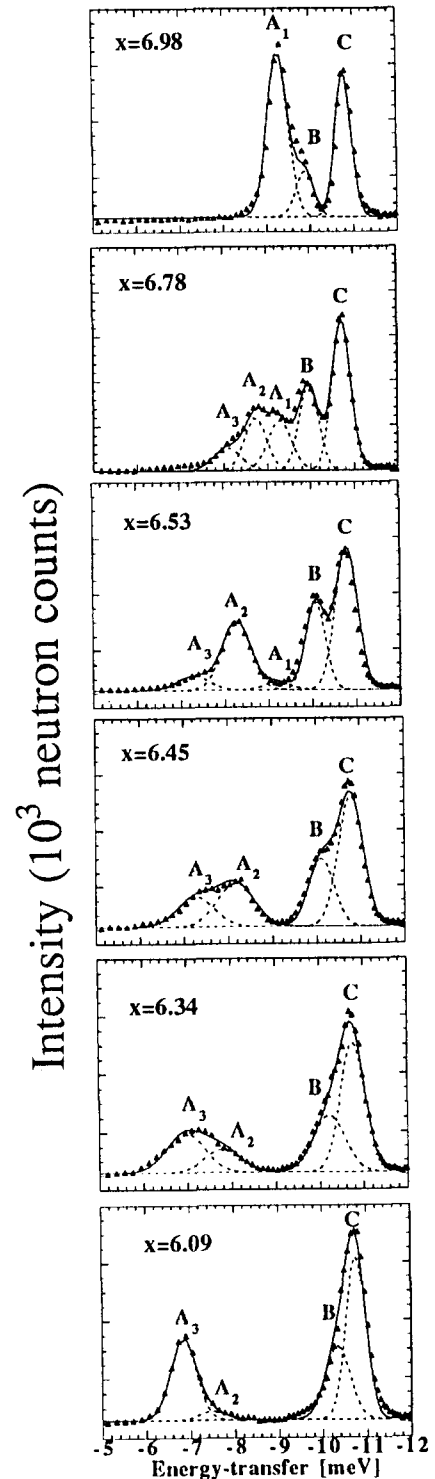 x=6.98
A1
B
C
x=6.78
A3
A2
A1
B
C
x=6.53
A3
A2
A1
B
C
x=6.45
A3
A2
B
C
x=6.34
A3
A2
B
C
x=6.09
A3
A2
B
C
Intensity (10³ neutron counts)
-5 -6 -7 -8 -9 -10 -11 -12
Energy-transfer [meV]